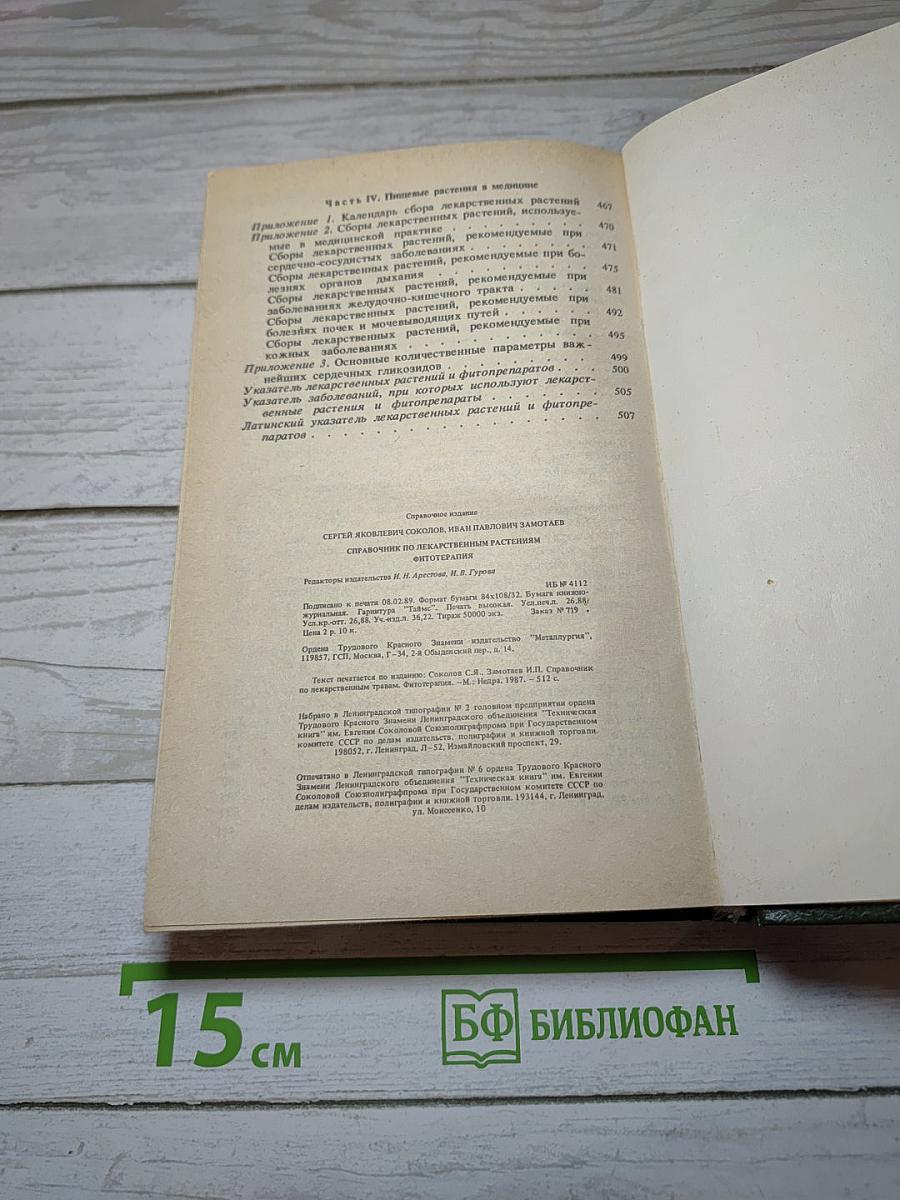 Часть IV. Пищевые растения в медицине
Приложение 1. Календарь сбора лекарственных растений 467
Приложение 2. Сборы лекарственных растений, используе-
мые в медицинской практике . . . . . . . . 470
Сборы лекарственных растений, рекомендуемые при
сердечно-сосудистых заболеваниях . . . . . . . 471
Сборы лекарственных растений, рекомендуемые при бо-
лезнях органов дыхания . . . . . . . . . 475
Сборы лекарственных растений, рекомендуемые при
заболеваниях желудочно-кишечного тракта . . . . . 481
Сборы лекарственных растений, рекомендуемые при
болезнях почек и мочевыводящих путей . . . . . . 492
Сборы лекарственных растений, рекомендуемые при
кожных заболеваниях . . . . . . . . . . 495
Приложение 3. Основные количественные параметры важ-
нейших сердечных гликозидов . . . . . . . . 499
Указатель лекарственных растений и фитопрепаратов . . . 500
Указатель заболеваний, при которых используют лекарст-
венные растения и фитопрепараты . . . . . . . 505
Латинский указатель лекарственных растений и фитопре-
паратов . . . . . . . . . . . . . . . 507
Справочное издание
СЕРГЕЙ ЯКОВЛЕВИЧ СОКОЛОВ, ИВАН ПАВЛОВИЧ ЗАМОТАЕВ
СПРАВОЧНИК ПО ЛЕКАРСТВЕННЫМ РАСТЕНИЯМ
ФИТОТЕРАПИЯ
Редакторы издательства И. Н. Арестова, И. В. Гурова
ИБ № 4112
Подписано к печати 08.02.89. Формат бумаги 84х108/32. Бумага книжно-
журнальная. Гарнитура "Таймс". Печать высокая. Усл.печ.л. 26,88/
Усл.кр.-отт. 26,88. Уч.-изд.л. 36,22. Тираж 50000 экз. Заказ № 719 .
Цена 2 р. 10 к.
Ордена Трудового Красного Знамени издательство "Металлургия",
119857, ГСП, Москва, Г-34, 2-й Обыденский пер., д. 14.
Текст печатается по изданию: Соколов С.Я., Замотаев И.П. Справочник
по лекарственным травам. Фитотерапия. – М.: Недра. 1987. – 512 с.
Набрано в Ленинградской типографии № 2 головном предприятии ордена
Трудового Красного Знамени Ленинградского объединения "Техническая
книга" им. Евгении Соколовой Союзполиграфпрома при Государственном
комитете СССР по делам издательств, полиграфии и книжной торговли.
198052, г. Ленинград, Л-52, Измайловский проспект, 29.
Отпечатано в Ленинградской типографии № 6 ордена Трудового Красного
Знамени Ленинградского объединения "Техническая книга" им. Евгении
Соколовой Союзполиграфпрома при Государственном комитете СССР по
делам издательств, полиграфии и книжной торговли. 193144, г. Ленинград,
ул. Моисеенко, 10
15 см
БФ БИБЛИОФАН